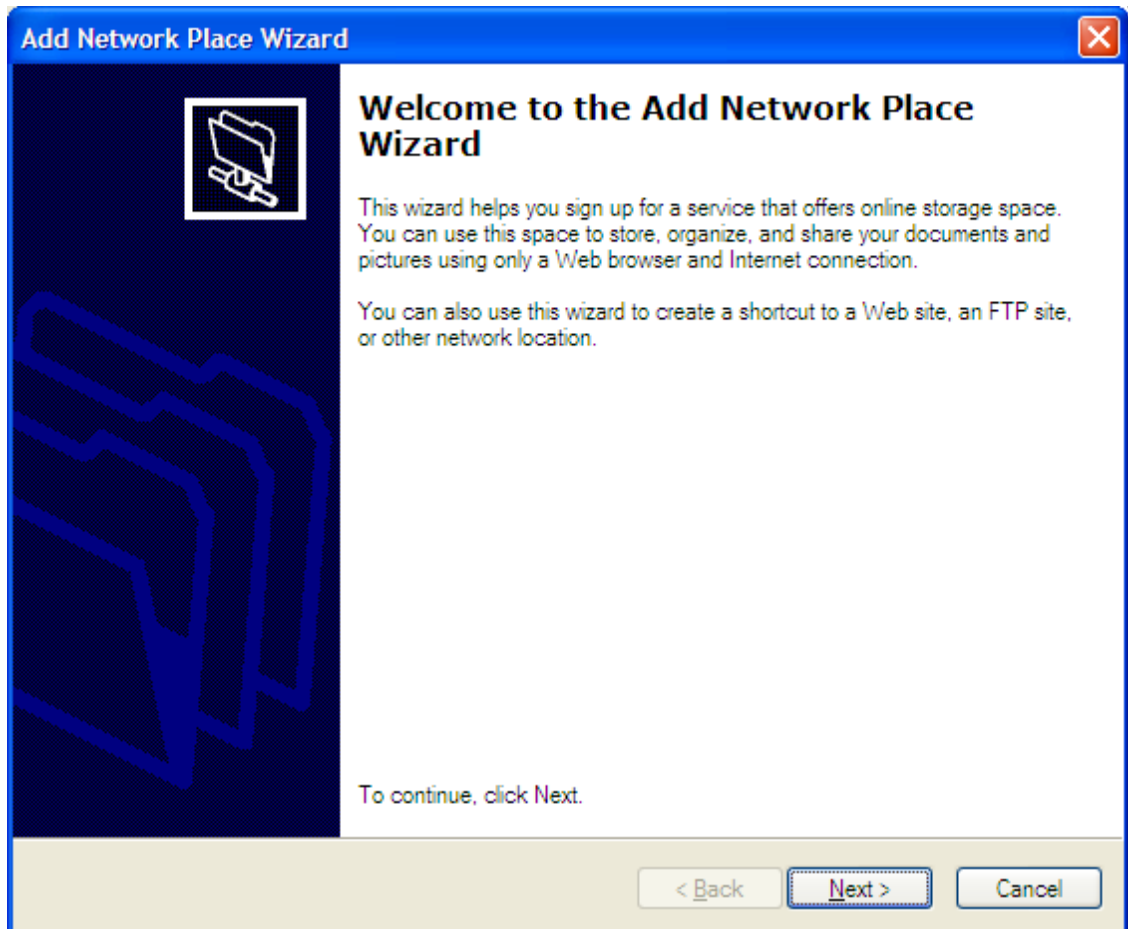 Add Network Place Wizard
Welcome to the Add Network Place
Wizard
This wizard helps you sign up for a service that offers online storage space.
You can use this space to store, organize, and share your documents and
pictures using only a Web browser and Internet connection.
You can also use this wizard to create a shortcut to a Web site, an FTP site,
or other network location.
To continue, click Next.
< Back Next > Cancel